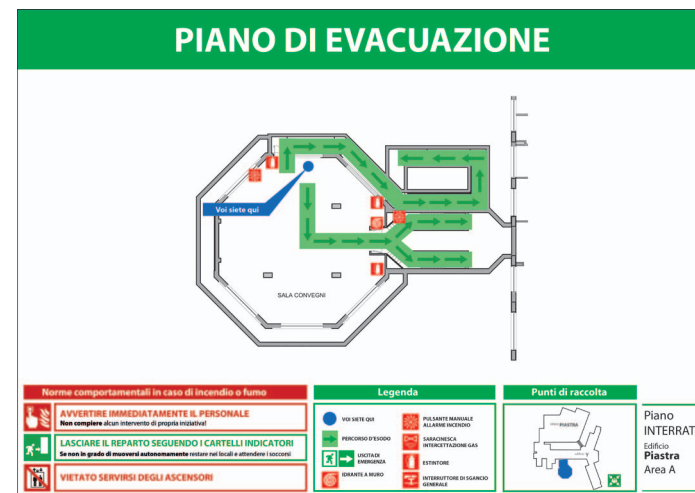 PIANO DI EVACUAZIONE
Voi siete qui
SALA CONVEGNI
Norme comportamentali in caso di incendio o fumo
AVVERTIRE IMMEDIATAMENTE IL PERSONALE
Non compiere alcun intervento di propria iniziativa!
LASCIARE IL REPARTO SEGUENDO I CARTELLI INDICATORI
Se non in grado di muoversi autonomamente restare nei locali e attendere i soccorsi
VIETATO SERVIRSI DEGLI ASCENSORI
Legenda
VOI SIETE QUI
PERCORSO D'ESODO
USCITA DI
EMERGENZA
IDRANTE A MURO
PULSANTE MANUALE
ALLARME INCENDIO
SARACINESCA
INTERCETTAZIONE GAS
ESTINTORE
INTERRUTTORE DI SGANCIO
GENERALE
Punti di raccolta
PIASTRA
Piano
INTERRAT
Edificio
Piastra
Area A